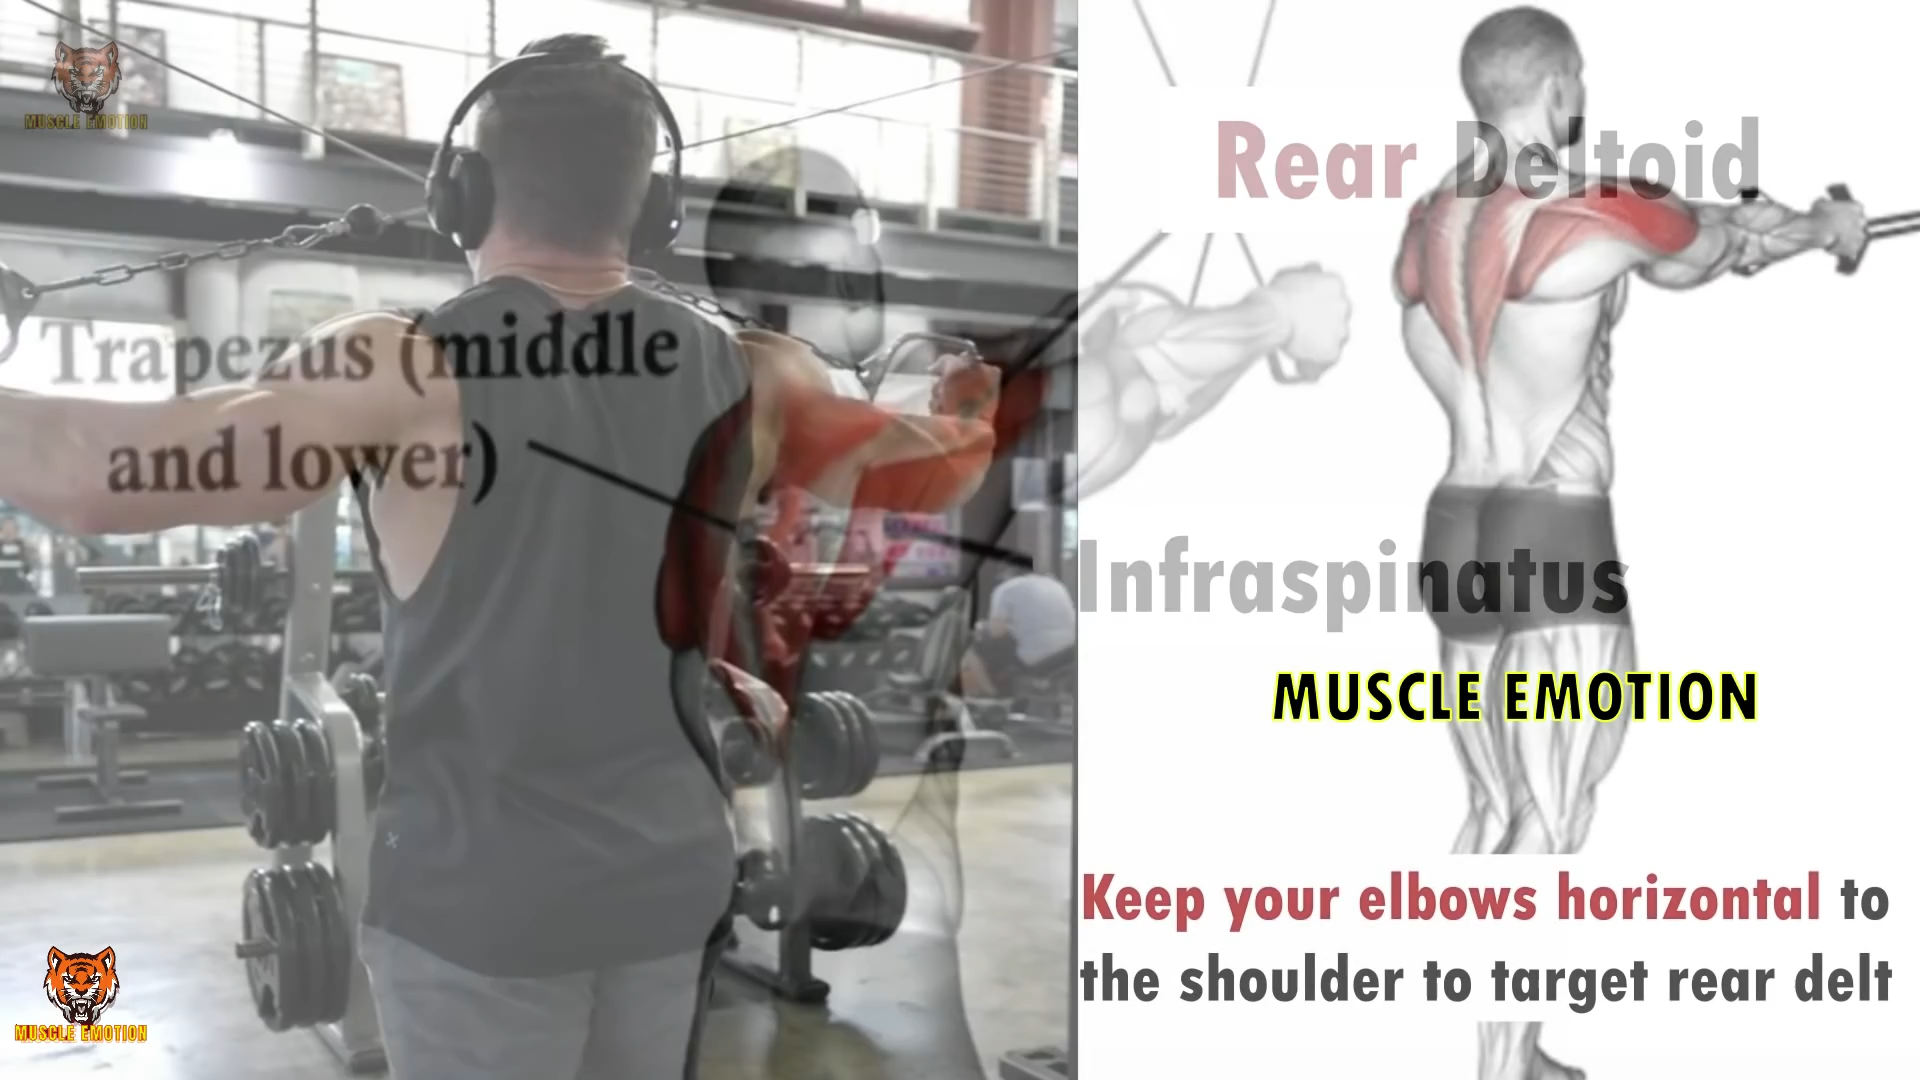 MUSCLE EMOTION
Rear Deltoid
Trapezus (middle
and lower)
Infraspinatus
MUSCLE EMOTION
Keep your elbows horizontal to
the shoulder to target rear delt
MUSCLE EMOTION